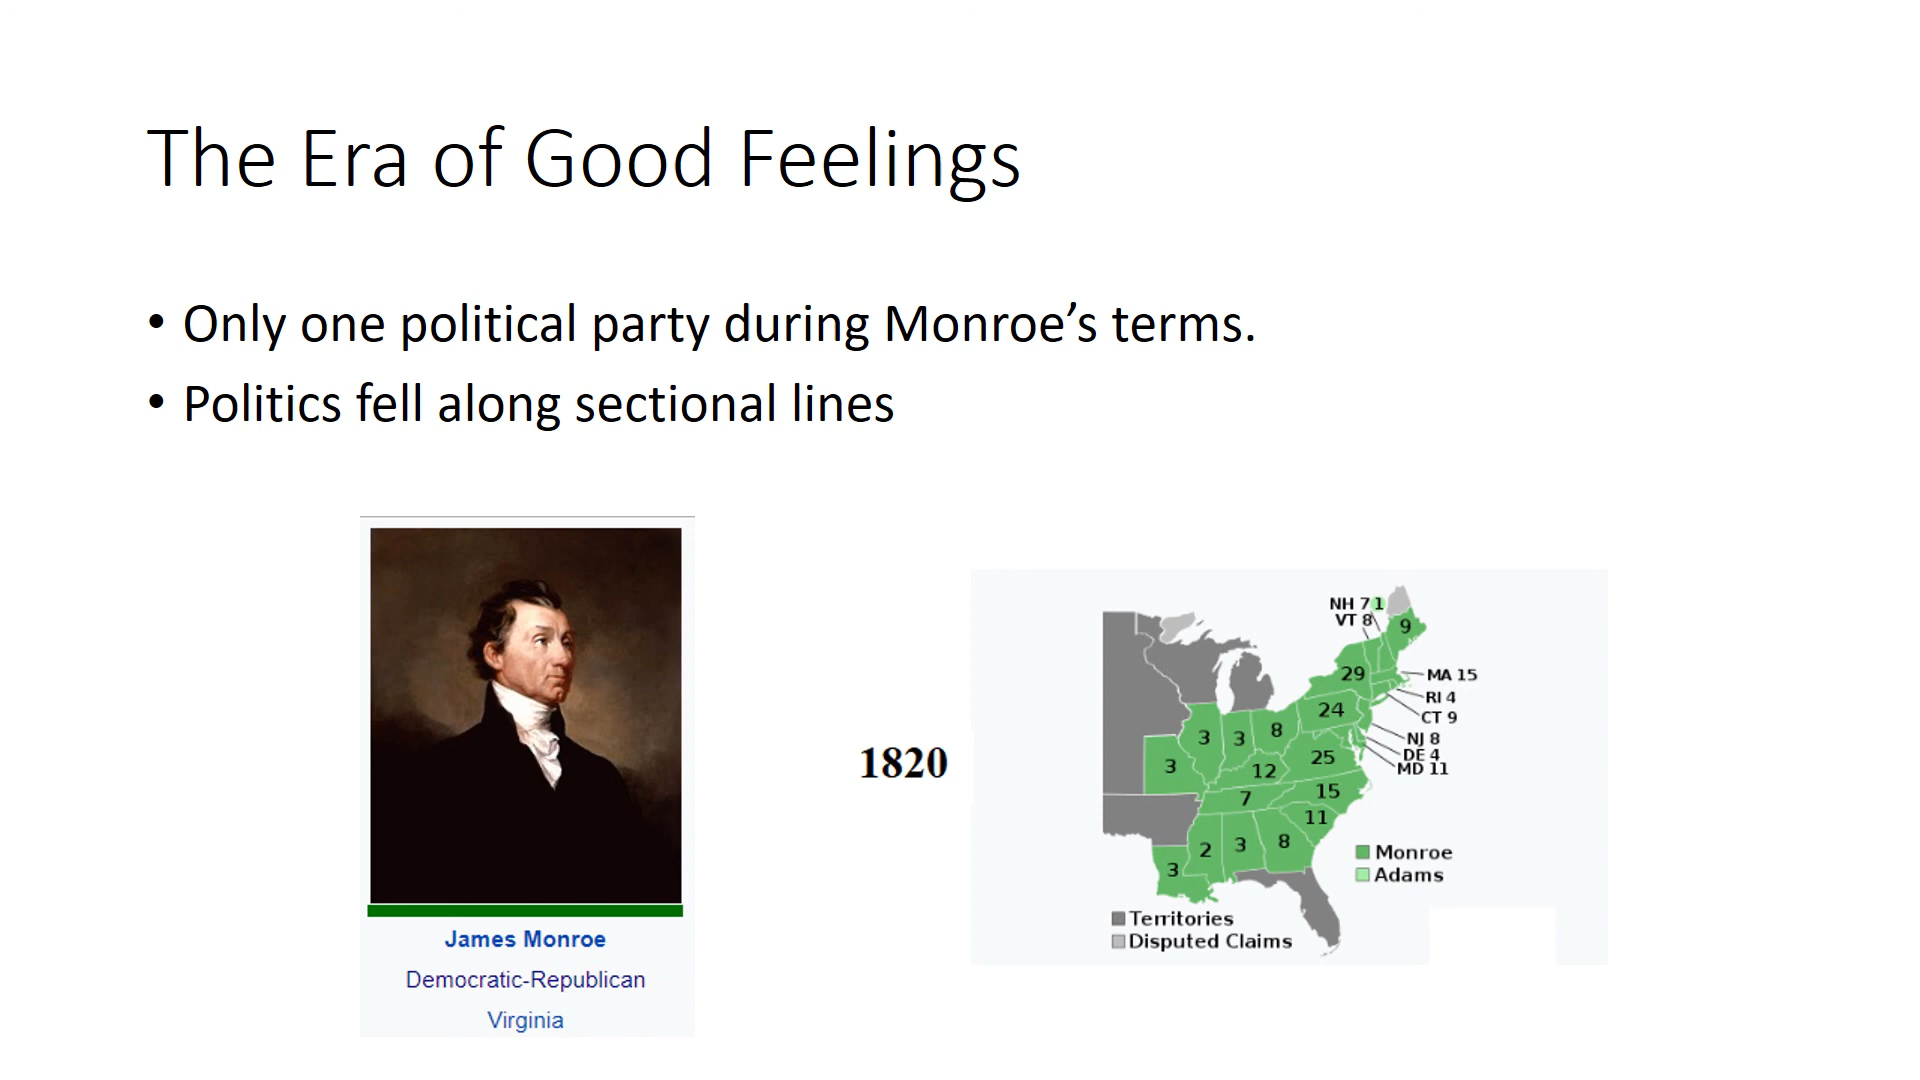 The Era of Good Feelings
• Only one political party during Monroe’s terms.
• Politics fell along sectional lines
James Monroe
Democratic-Republican
Virginia
1820
NH 7 1
VT 8
9
29
MA 15
RI 4
CT 9
24
NJ 8
DE 4
MD 11
3
3
8
25
3
12
15
7
11
2
3
8
3
Monroe
Adams
Territories
Disputed Claims